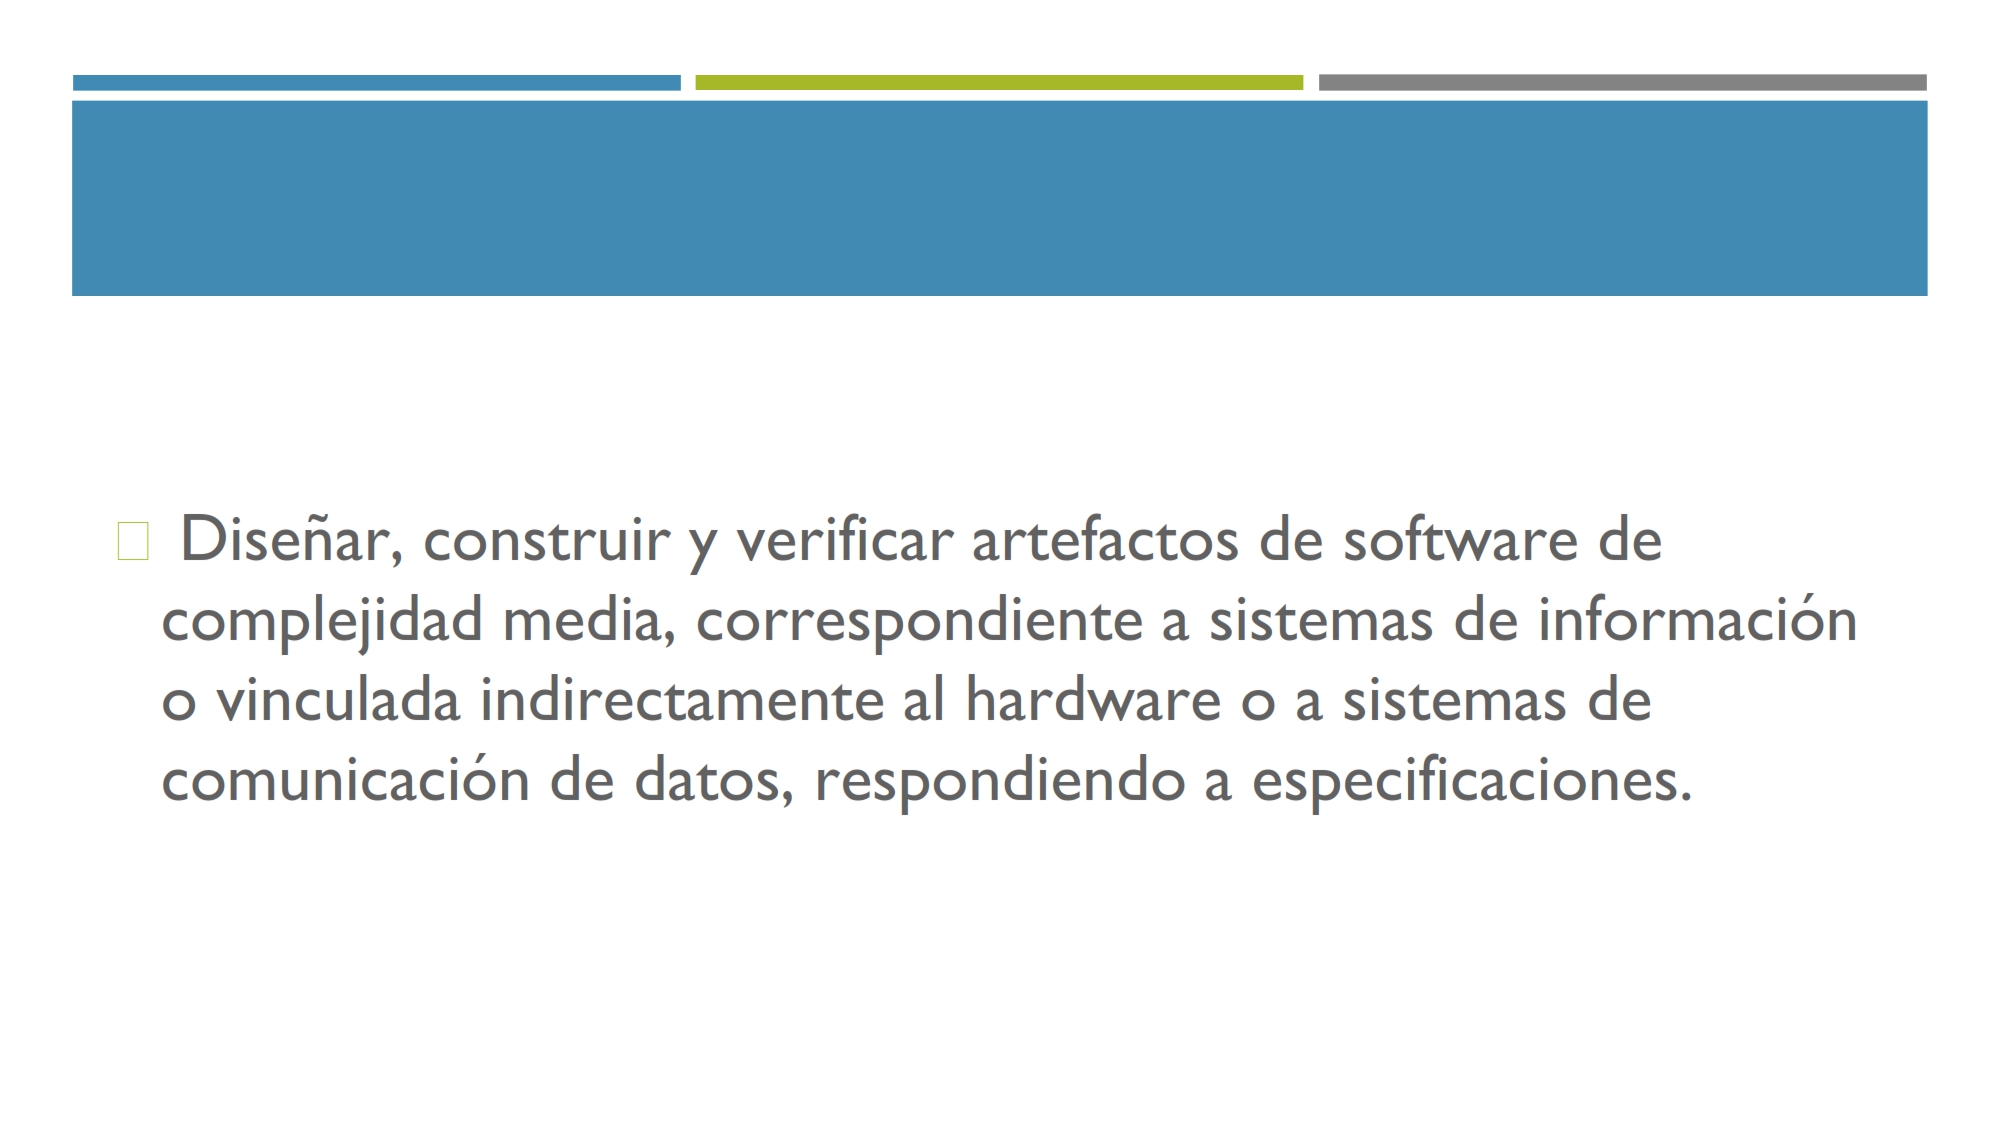 Diseñar, construir y verificar artefactos de software de
complejidad media, correspondiente a sistemas de información
o vinculada indirectamente al hardware o a sistemas de
comunicación de datos, respondiendo a especificaciones.